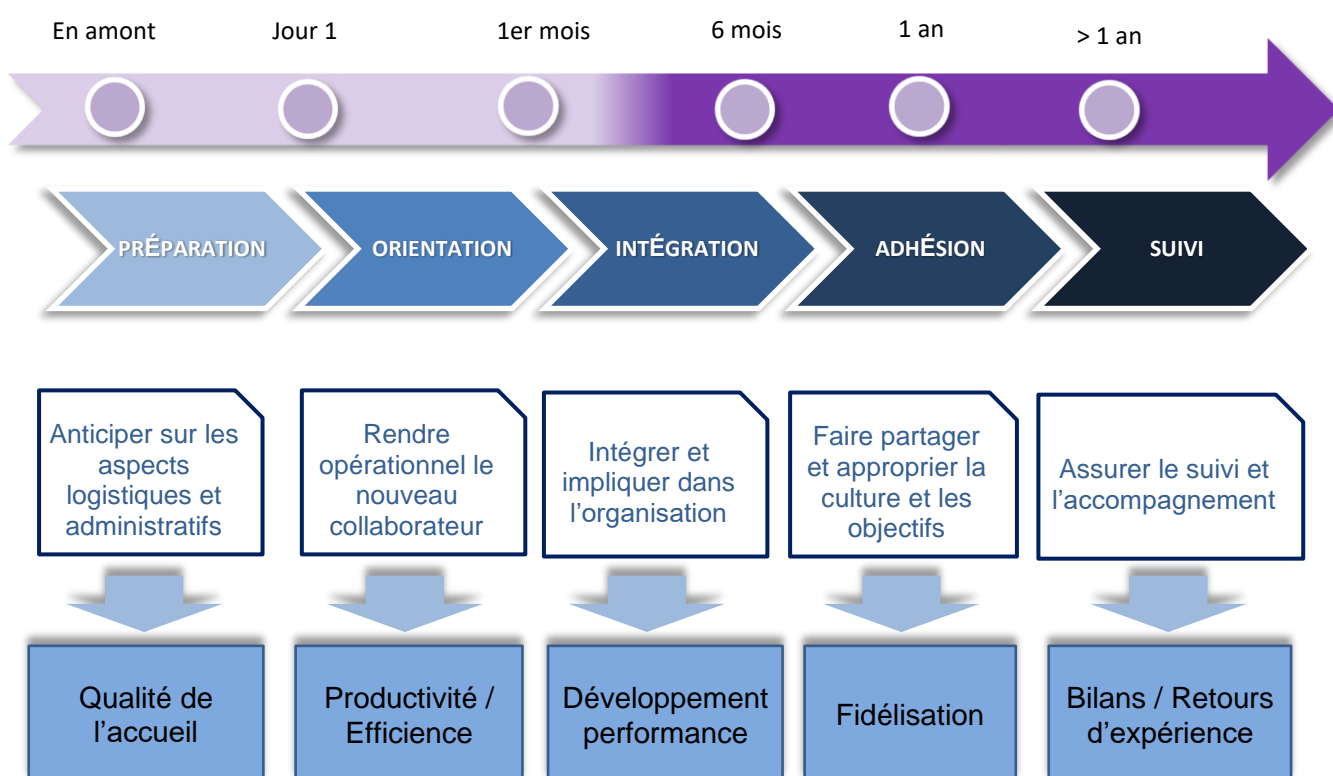 En amont
Jour 1
1er mois
6 mois
1 an
> 1 an
PRÉPARATION
ORIENTATION
INTÉGRATION
ADHÉSION
SUIVI
Anticiper sur les
aspects
logistiques et
administratifs
Rendre
opérationnel le
nouveau
collaborateur
Intégrer et
impliquer dans
l’organisation
Faire partager
et approprier la
culture et les
objectifs
Assurer le suivi et
l’accompagnement
Qualité de
l’accueil
Productivité /
Efficience
Développement
performance
Fidélisation
Bilans / Retours
d’expérience